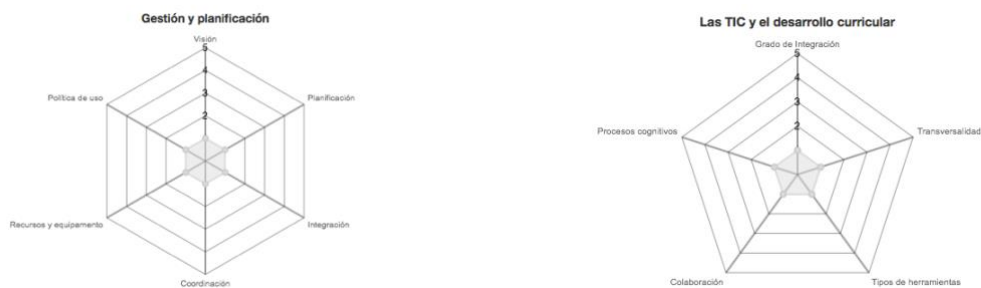 Gestión y planificación
Visión
5
4
3
2
Política de uso
Planificación
Recursos y equipamento
Integración
Coordinación
Las TIC y el desarrollo curricular
Grado de Integración
5
4
3
2
Procesos cognitivos
Transversalidad
Colaboración
Tipos de herramientas